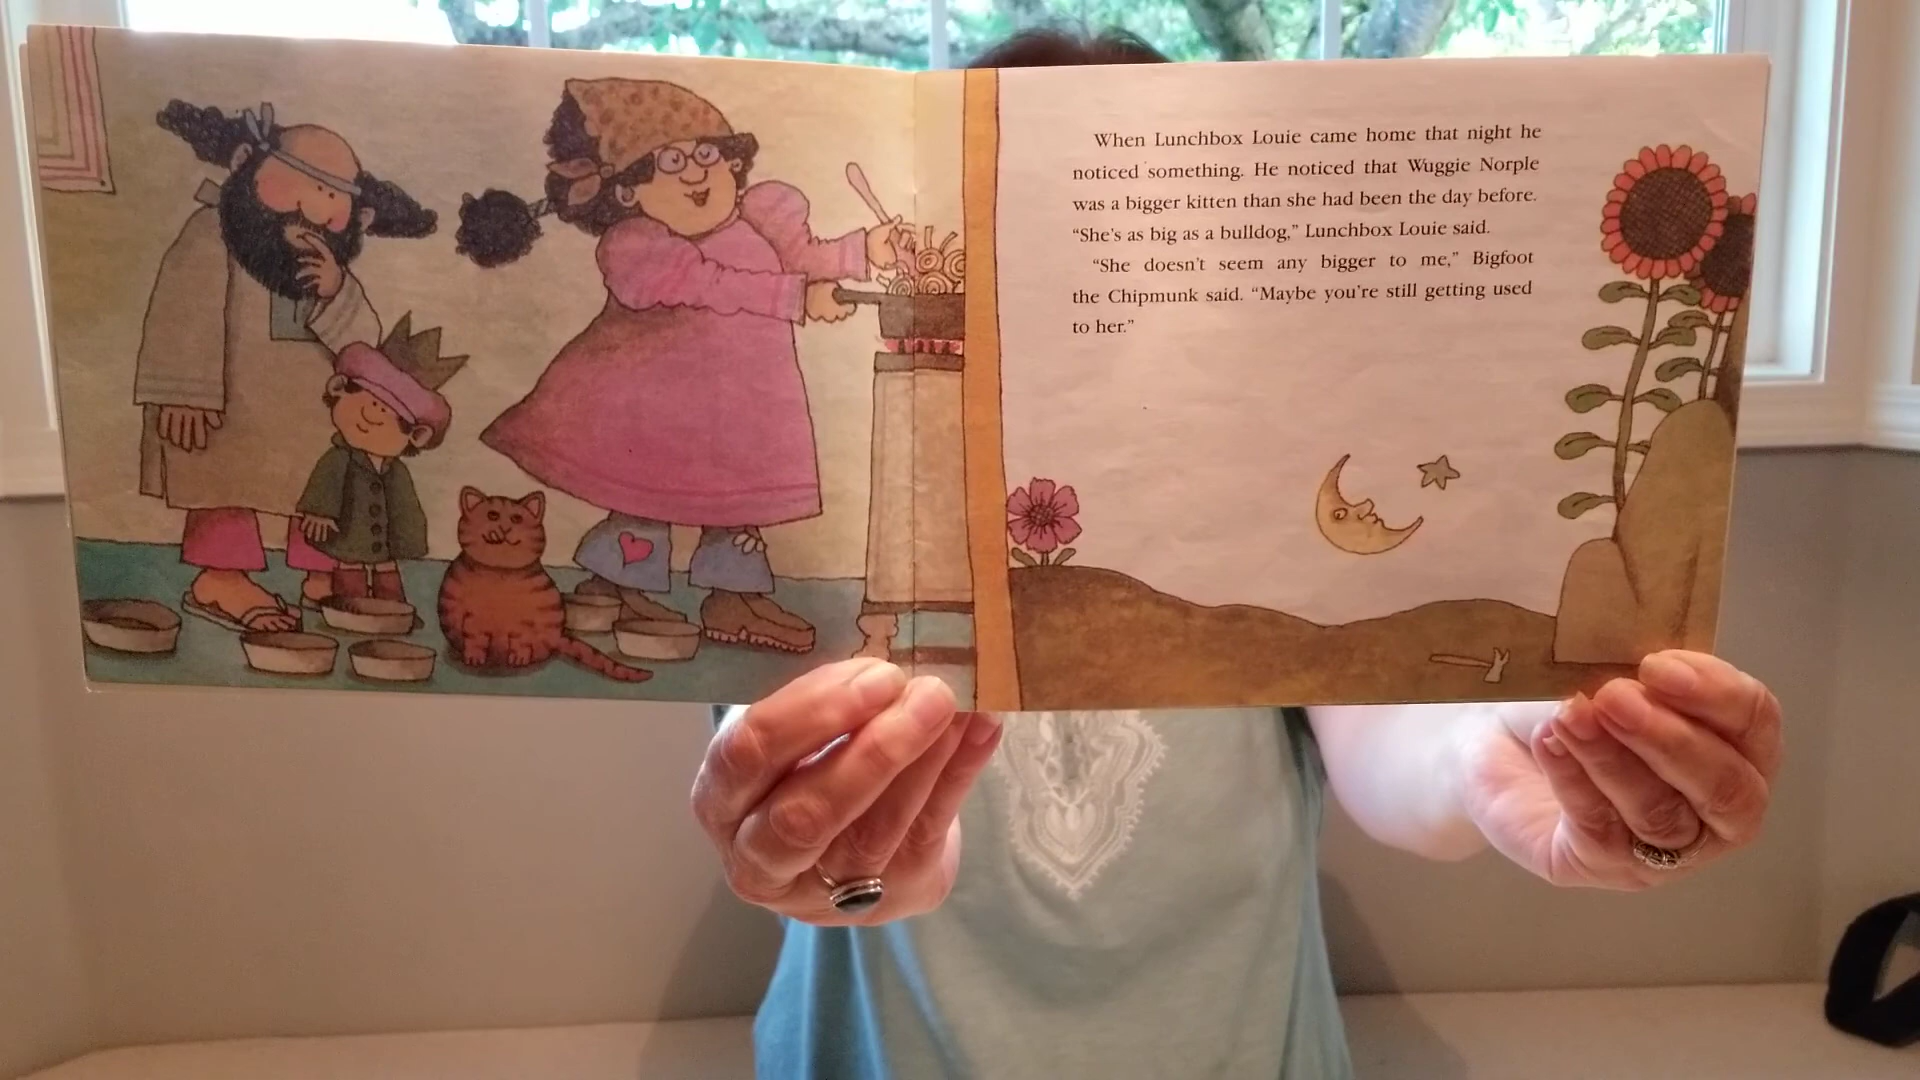 When Lunchbox Louie came home that night he
noticed something. He noticed that Wuggie Norple
was a bigger kitten than she had been the day before.
“She’s as big as a bulldog,” Lunchbox Louie said.
“She doesn’t seem any bigger to me,” Bigfoot
the Chipmunk said. “Maybe you’re still getting used
to her.”